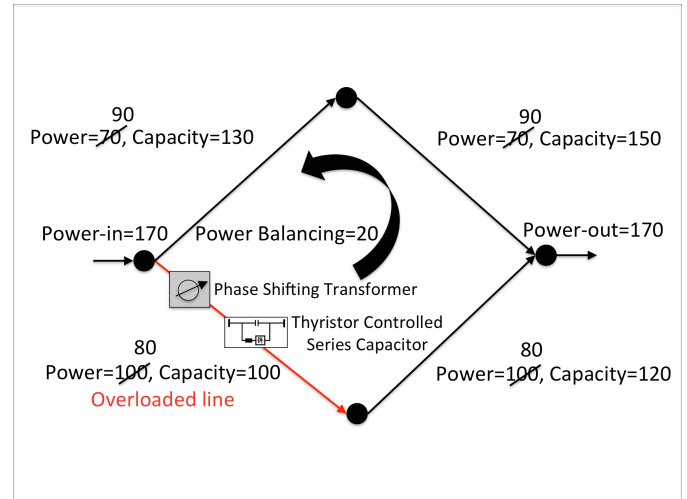 90
Power=70, Capacity=130
90
Power=70, Capacity=150
Power-in=170
Power Balancing=20
Power-out=170
Phase Shifting Transformer
Thyristor Controlled
Series Capacitor
80
Power=100, Capacity=100
Overloaded line
80
Power=100, Capacity=120